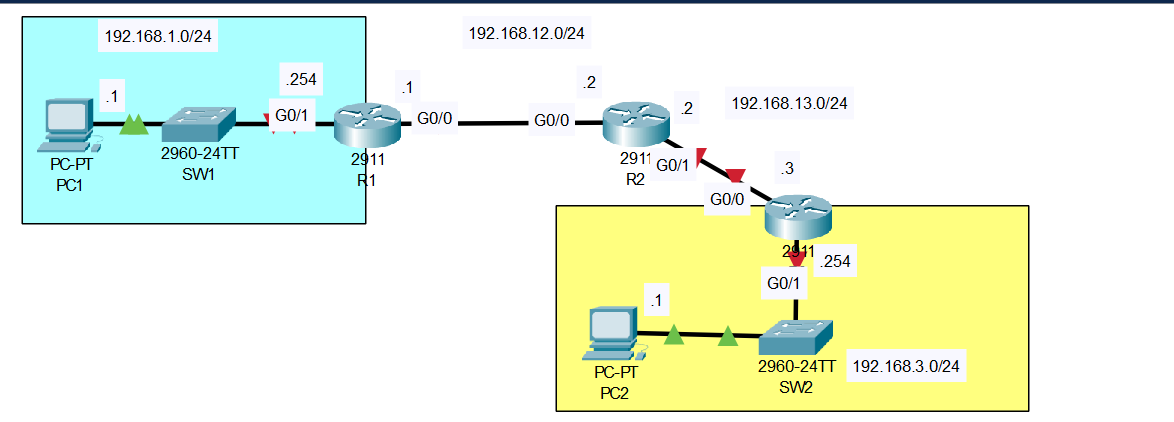 192.168.1.0/24
192.168.12.0/24
.1
.254
.1
.2
.2
192.168.13.0/24
G0/1
G0/0
G0/0
2960-24TT
SW1
PC-PT
PC1
2911
R1
2911
R2
G0/1
.3
G0/0
2911
.254
G0/1
.1
PC-PT
PC2
2960-24TT
SW2
192.168.3.0/24